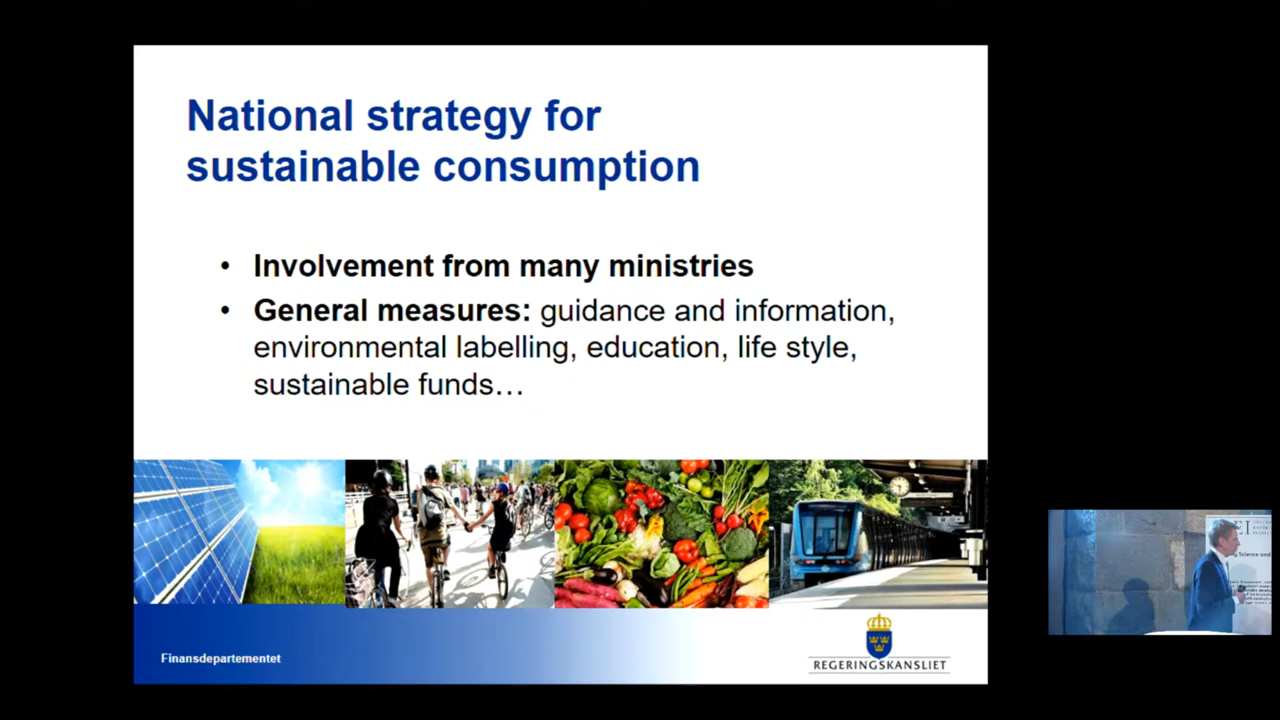 National strategy for
sustainable consumption
• Involvement from many ministries
• General measures: guidance and information,
environmental labelling, education, life style,
sustainable funds…
Finansdepartementet
REGERINGSKANSLIET